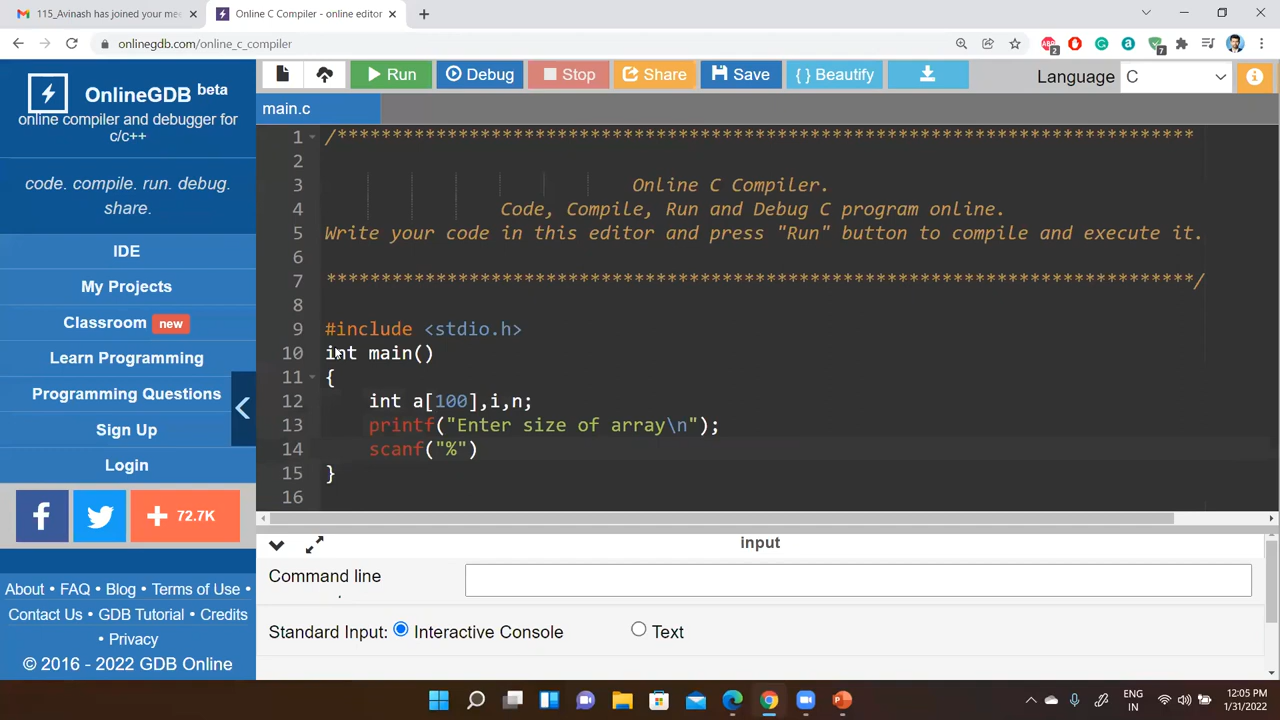 115_Avinash has joined your mee
Online C Compiler - online editor
onlinegdb.com/online_c_compiler
2
7
OnlineGDB beta
online compiler and debugger for
c/c++
code. compile. run. debug.
share.
IDE
My Projects
Classroom new
Learn Programming
Programming Questions
Sign Up
Login
72.7K
About • FAQ • Blog • Terms of Use •
Contact Us • GDB Tutorial • Credits
• Privacy
© 2016 - 2022 GDB Online
Run
Debug
Stop
Share
Save
{ } Beautify
Language C
main.c
1 /******************************************************************************
2
3 Online C Compiler.
4 Code, Compile, Run and Debug C program online.
5 Write your code in this editor and press "Run" button to compile and execute it.
6
7 *******************************************************************************/
8
9 #include <stdio.h>
10 int main()
11 {
12 int a[100],i,n;
13 printf("Enter size of array\n");
14 scanf("%")
15 }
16
input
Command line
Standard Input: Interactive Console Text
ENG
IN
12:05 PM
1/31/2022